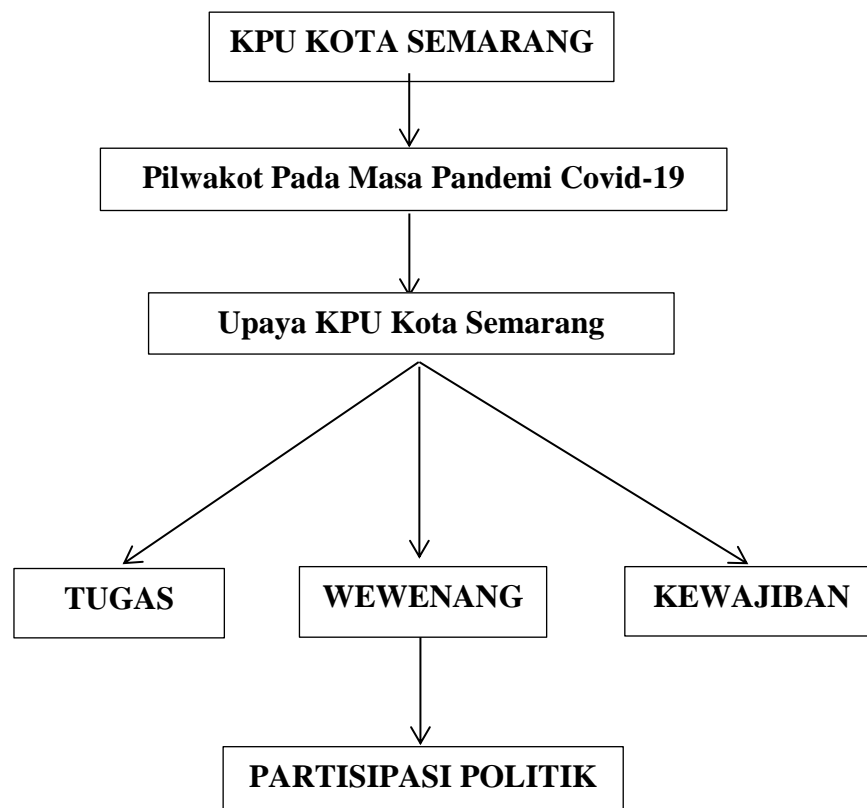 KPU KOTA SEMARANG
Pilwakot Pada Masa Pandemi Covid-19
Upaya KPU Kota Semarang
TUGAS
WEWENANG
KEWAJIBAN
PARTISIPASI POLITIK